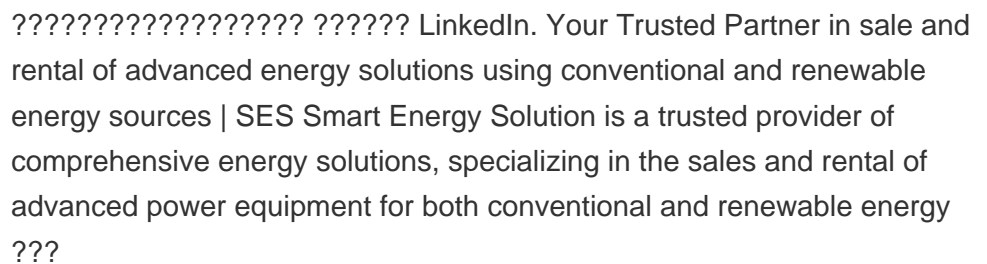 ?????????????????? ?????? LinkedIn. Your Trusted Partner in sale and
rental of advanced energy solutions using conventional and renewable
energy sources | SES Smart Energy Solution is a trusted provider of
comprehensive energy solutions, specializing in the sales and rental of
advanced power equipment for both conventional and renewable energy
???